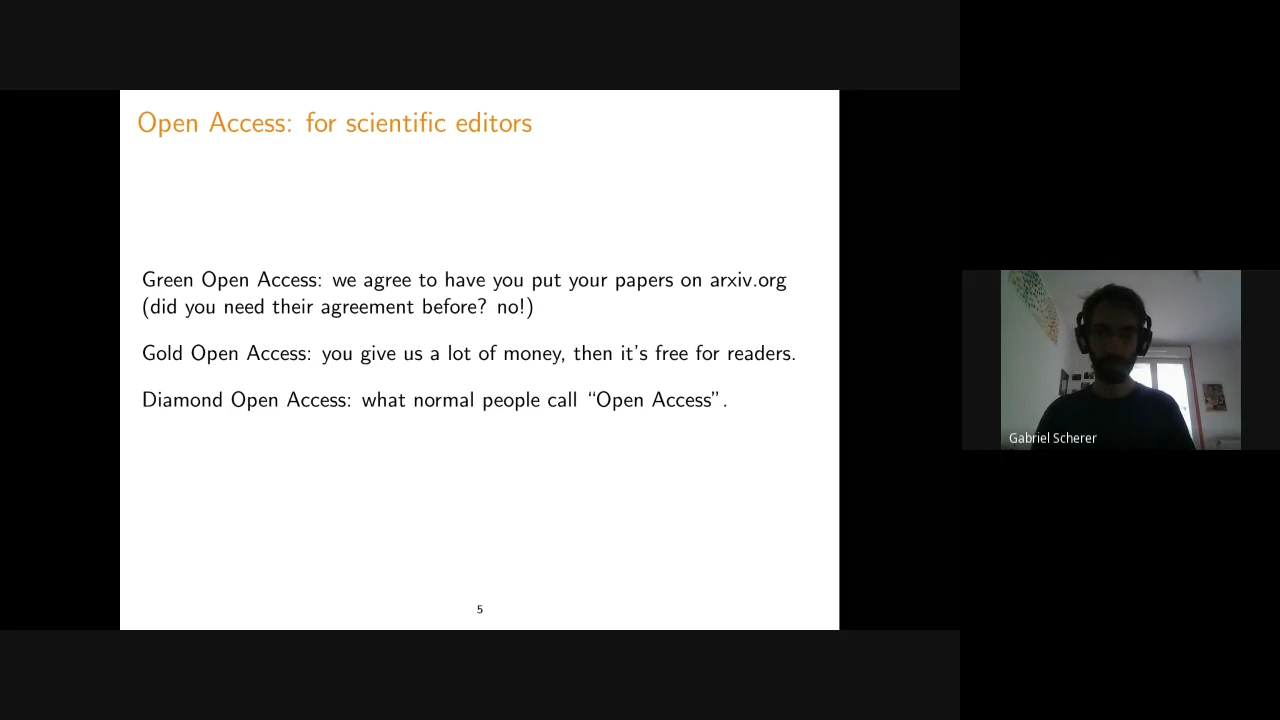 Open Access: for scientific editors
Green Open Access: we agree to have you put your papers on arxiv.org
(did you need their agreement before? no!)
Gold Open Access: you give us a lot of money, then it's free for readers.
Diamond Open Access: what normal people call “Open Access”.
5
Gabriel Scherer